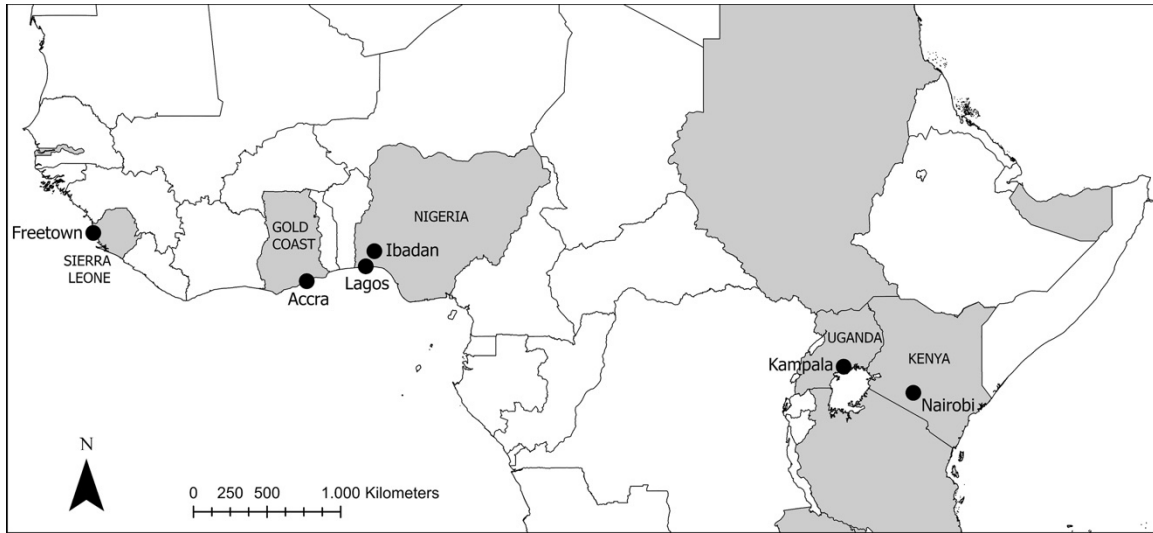 Freetown
SIERRA
LEONE
GOLD
COAST
Accra
NIGERIA
Ibadan
Lagos
UGANDA
Kampala
KENYA
Nairobi
N
0 250 500 1.000 Kilometers